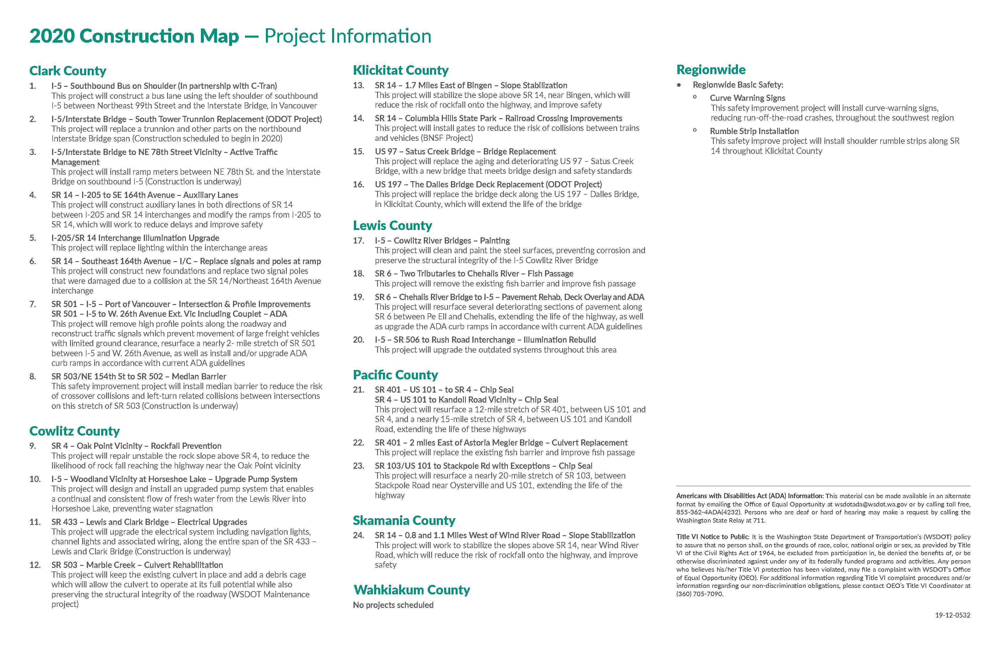 2020 Construction Map — Project Information
Clark County
1. I-5 – Southbound Bus on Shoulder (In partnership with C-Tran)
This project will construct a bus lane using the left shoulder of southbound
I-5 between Northeast 99th Street and the Interstate Bridge, in Vancouver
2. I-5/Interstate Bridge – South Tower Trunnion Replacement (ODOT Project)
This project will replace a trunnion and other parts on the northbound
Interstate Bridge span (Construction scheduled to begin in 2020)
3. I-5/Interstate Bridge to NE 78th Street Vicinity – Active Traffic
Management
This project will install ramp meters between NE 78th St. and the Interstate
Bridge on southbound I-5 (Construction is underway)
4. SR 14 – I-205 to SE 164th Avenue – Auxiliary Lanes
This project will construct auxiliary lanes in both directions of SR 14
between I-205 and SR 14 interchanges and modify the ramps from I-205 to
SR 14, which will work to reduce delays and improve safety
5. I-205/SR 14 Interchange Illumination Upgrade
This project will replace lighting within the interchange areas
6. SR 14 – Southeast 164th Avenue – I/C – Replace signals and poles at ramp
This project will construct new foundations and replace two signal poles
that were damaged due to a collision at the SR 14/Northeast 164th Avenue
interchange
7. SR 501 – I-5 – Port of Vancouver – Intersection & Profile Improvements
SR 501 – I-5 to W. 26th Avenue Ext. Vic Including Couplet – ADA
This project will remove high profile points along the roadway and
reconstruct traffic signals which prevent movement of large freight vehicles
with limited ground clearance, resurface a nearly 2- mile stretch of SR 501
between I-5 and W. 26th Avenue, as well as install and/or upgrade ADA
curb ramps in accordance with current ADA guidelines
8. SR 503/NE 154th St to SR 502 – Median Barrier
This safety improvement project will install median barrier to reduce the risk
of crossover collisions and left-turn related collisions between intersections
on this stretch of SR 503 (Construction is underway)
Cowlitz County
9. SR 4 – Oak Point Vicinity – Rockfall Prevention
This project will repair unstable the rock slope above SR 4, to reduce the
likelihood of rock fall reaching the highway near the Oak Point vicinity
10. I-5 – Woodland Vicinity at Horseshoe Lake – Upgrade Pump System
This project will design and install an upgraded pump system that enables
a continual and consistent flow of fresh water from the Lewis River into
Horseshoe Lake, preventing water stagnation
11. SR 433 – Lewis and Clark Bridge – Electrical Upgrades
This project will upgrade the electrical system including navigation lights,
channel lights and associated wiring, along the entire span of the SR 433 –
Lewis and Clark Bridge (Construction is underway)
12. SR 503 – Marble Creek – Culvert Rehabilitation
This project will keep the existing culvert in place and add a debris cage
which will allow the culvert to operate at its full potential while also
preserving the structural integrity of the roadway (WSDOT Maintenance
project)
Klickitat County
13. SR 14 – 1.7 Miles East of Bingen – Slope Stabilization
This project will stabilize the slope above SR 14, near Bingen, which will
reduce the risk of rockfall onto the highway, and improve safety
14. SR 14 – Columbia Hills State Park – Railroad Crossing Improvements
This project will install gates to reduce the risk of collisions between trains
and vehicles (BNSF Project)
15. US 97 – Satus Creek Bridge – Bridge Replacement
This project will replace the aging and deteriorating US 97 – Satus Creek
Bridge, with a new bridge that meets bridge design and safety standards
16. US 197 – The Dalles Bridge Deck Replacement (ODOT Project)
This project will replace the bridge deck along the US 197 – Dalles Bridge,
in Klickitat County, which will extend the life of the bridge
Lewis County
17. I-5 – Cowlitz River Bridges – Painting
This project will clean and paint the steel surfaces, preventing corrosion and
preserve the structural integrity of the I-5 Cowlitz River Bridge
18. SR 6 – Two Tributaries to Chehalis River – Fish Passage
This project will remove the existing fish barrier and improve fish passage
19. SR 6 – Chehalis River Bridge to I-5 – Pavement Rehab, Deck Overlay and ADA
This project will resurface several deteriorating sections of pavement along
SR 6 between Pe Ell and Chehalis, extending the life of the highway, as well
as upgrade the ADA curb ramps in accordance with current ADA guidelines
20. I-5 – SR 506 to Rush Road Interchange – Illumination Rebuild
This project will upgrade the outdated systems throughout this area
Pacific County
21. SR 401 – US 101 – to SR 4 – Chip Seal
SR 4 – US 101 to Kandoll Road Vicinity – Chip Seal
This project will resurface a 12-mile stretch of SR 401, between US 101 and
SR 4, and a nearly 15-mile stretch of SR 4, between US 101 and Kandoll
Road, extending the life of these highways
22. SR 401 – 2 miles East of Astoria Megler Bridge – Culvert Replacement
This project will replace the existing fish barrier and improve fish passage
23. SR 103/US 101 to Stackpole Rd with Exceptions – Chip Seal
This project will resurface a nearly 20-mile stretch of SR 103, between
Stackpole Road near Oysterville and US 101, extending the life of the
highway
Skamania County
24. SR 14 – 0.8 and 1.1 Miles West of Wind River Road – Slope Stabilization
This project will work to stabilize the slopes above SR 14, near Wind River
Road, which will reduce the risk of rockfall onto the highway, and improve
safety
Wahkiakum County
No projects scheduled
Regionwide
● Regionwide Basic Safety:
o Curve Warning Signs
This safety improvement project will install curve-warning signs,
reducing run-off-the-road crashes, throughout the southwest region
o Rumble Strip Installation
This safety improve project will install shoulder rumble strips along SR
14 throughout Klickitat County
Americans with Disabilities Act (ADA) Information: This material can be made available in an alternate
format by emailing the Office of Equal Opportunity at wsdotada@wsdot.wa.gov or by calling toll free,
855-362-4ADA(4232). Persons who are deaf or hard of hearing may make a request by calling the
Washington State Relay at 711.
Title VI Notice to Public: It is the Washington State Department of Transportation's (WSDOT) policy
to assure that no person shall, on the grounds of race, color, national origin or sex, as provided by Title
VI of the Civil Rights Act of 1964, be excluded from participation in, be denied the benefits of, or be
otherwise discriminated against under any of its federally funded programs and activities. Any person
who believes his/her Title VI protection has been violated, may file a complaint with WSDOT's Office
of Equal Opportunity (OEO). For additional information regarding Title VI complaint procedures and/or
information regarding our non-discrimination obligations, please contact OEO's Title VI Coordinator at
(360) 705-7090.
19-12-0532